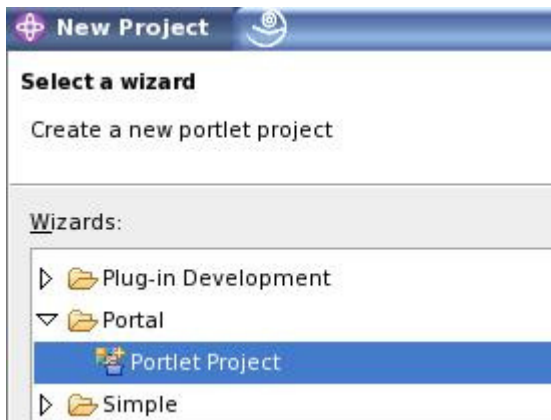 New Project
Select a wizard
Create a new portlet project
Wizards:
Plug-in Development
Portal
Portlet Project
Simple